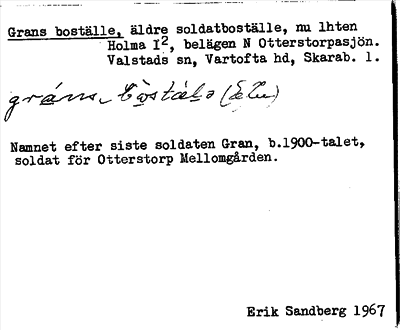 Grans boställe, äldre soldatboställe, nu lhten
Holma I2, belägen N Otterstorpasjön.
Valstads sn, Vartofta hd, Skarab. l.
Namnet efter siste soldaten Gran, b.1900-talet,
soldat för Otterstorp Mellomgården.
Erik Sandberg 1967